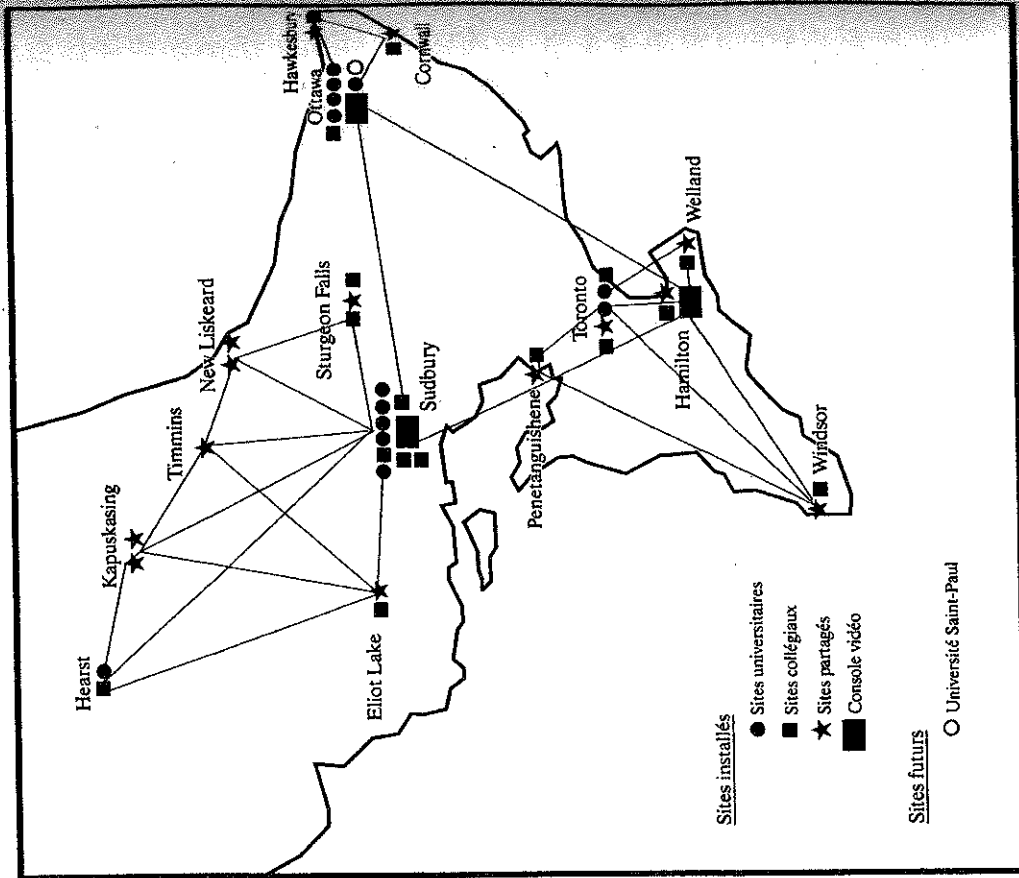 Hearst
Kapuskasing
Timmins
New Liskeard
Sturgeon Falls
Eliot Lake
Sudbury
Hawkesbury
Ottawa
Cornwall
Penetanguishene
Toronto
Hamilton
Welland
Windsor
Sites installés
Sites universitaires
Sites collégiaux
Sites partagés
Console vidéo
Sites futurs
Université Saint-Paul